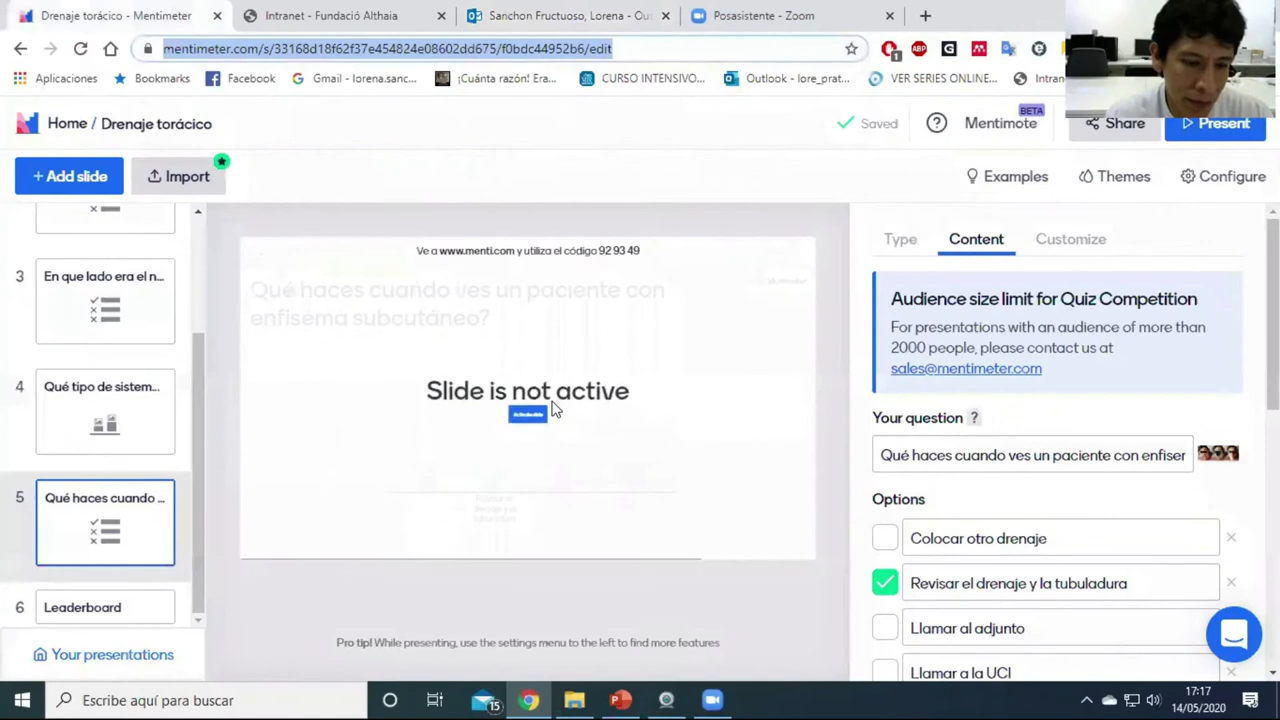 Drenaje torácico - Mentimeter
Intranet - Fundació Althaia
Sanchon Fructuoso, Lorena - Out
Posasistente - Zoom
mentimeter.com/s/33168d18f62f37e454824e08602dd675/f0bdc44952b6/edit
Aplicaciones
Bookmarks
Facebook
Gmail - lorena.sanc...
¡Cuánta razón! Era...
CURSO INTENSIVO...
Outlook - lore_prat...
VER SERIES ONLINE...
Intran
Home / Drenaje torácico
Saved
Mentimote
BETA
Share
Present
+ Add slide
Import
Examples
Themes
Configure
3 En que lado era el n...
4 Qué tipo de sistem...
5 Qué haces cuando ...
6 Leaderboard
Your presentations
Ve a www.menti.com y utiliza el código 92 93 49
Qué haces cuando ves un paciente con
enfisema subcutáneo?
Slide is not active
Pro tip! While presenting, use the settings menu to the left to find more features
Type
Content
Customize
Audience size limit for Quiz Competition
For presentations with an audience of more than
2000 people, please contact us at
sales@mentimeter.com
Your question ?
Qué haces cuando ves un paciente con enfiser
Options
Colocar otro drenaje
Revisar el drenaje y la tubuladura
Llamar al adjunto
Llamar a la UCI
Escribe aquí para buscar
15
17:17
14/05/2020